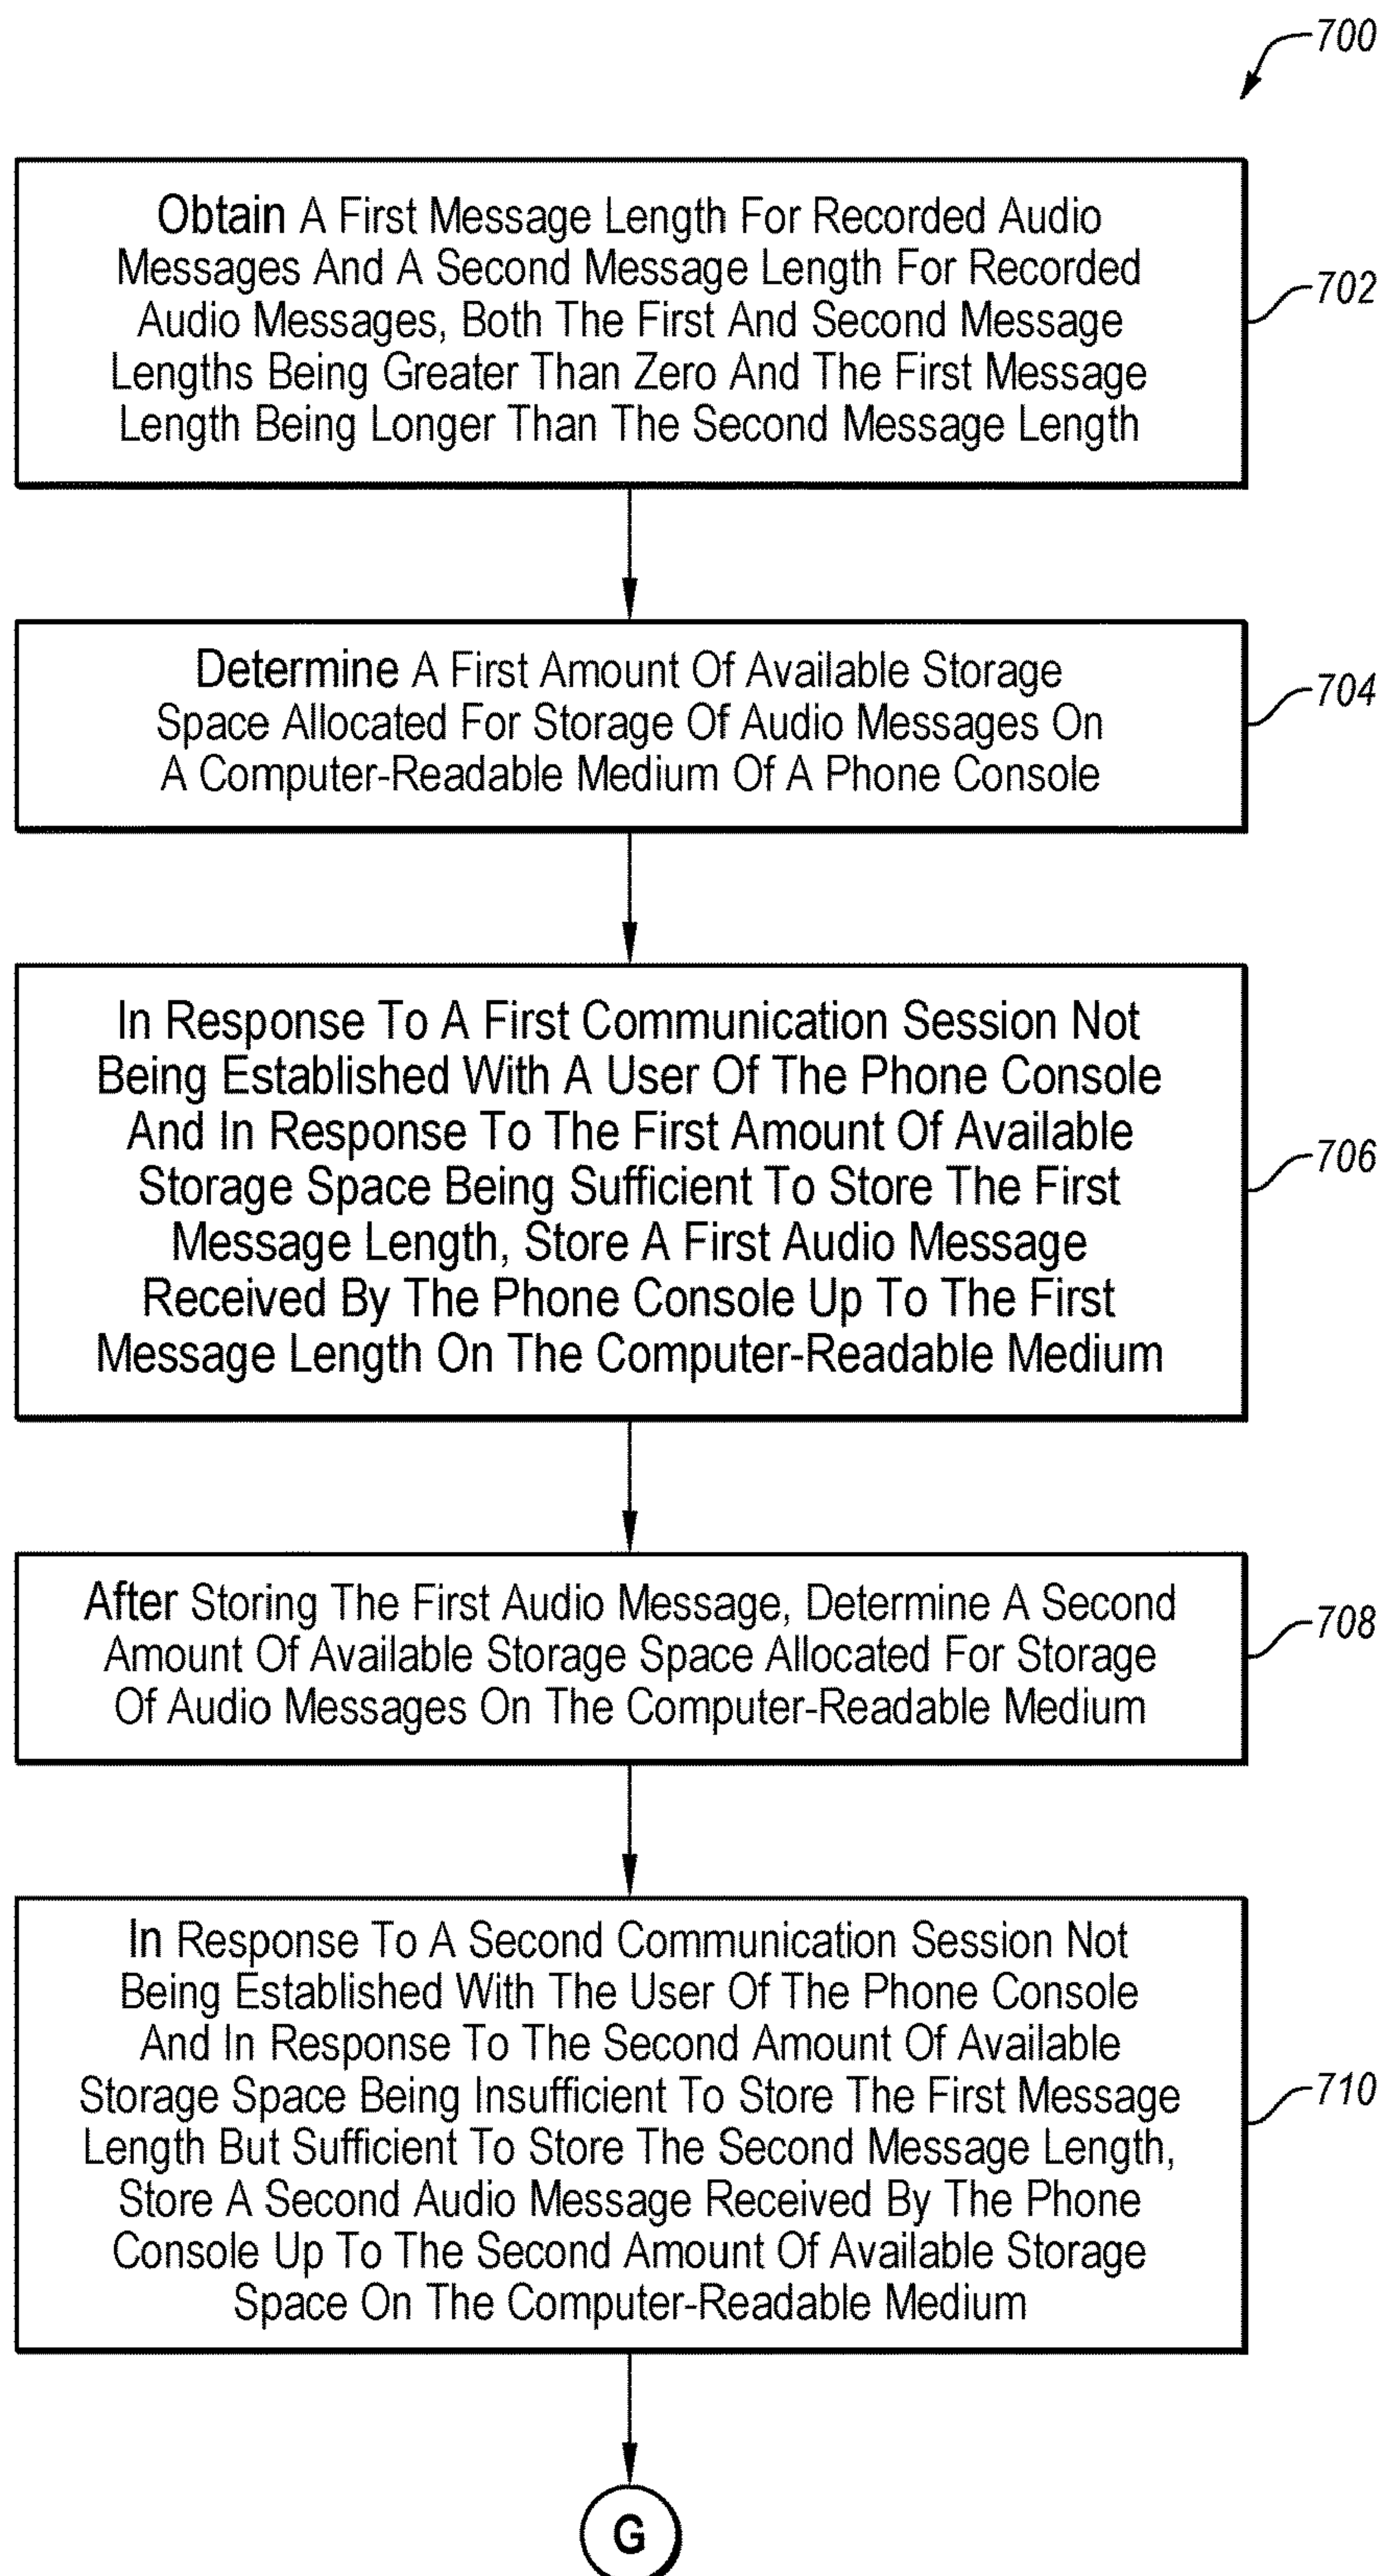 700
Obtain A First Message Length For Recorded Audio
Messages And A Second Message Length For Recorded
Audio Messages, Both The First And Second Message
Lengths Being Greater Than Zero And The First Message
Length Being Longer Than The Second Message Length
702
Determine A First Amount Of Available Storage
Space Allocated For Storage Of Audio Messages On
A Computer-Readable Medium Of A Phone Console
704
In Response To A First Communication Session Not
Being Established With A User Of The Phone Console
And In Response To The First Amount Of Available
Storage Space Being Sufficient To Store The First
Message Length, Store A First Audio Message
Received By The Phone Console Up To The First
Message Length On The Computer-Readable Medium
706
After Storing The First Audio Message, Determine A Second
Amount Of Available Storage Space Allocated For Storage
Of Audio Messages On The Computer-Readable Medium
708
In Response To A Second Communication Session Not
Being Established With The User Of The Phone Console
And In Response To The Second Amount Of Available
Storage Space Being Insufficient To Store The First Message
Length But Sufficient To Store The Second Message Length,
Store A Second Audio Message Received By The Phone
Console Up To The Second Amount Of Available Storage
Space On The Computer-Readable Medium
710
G